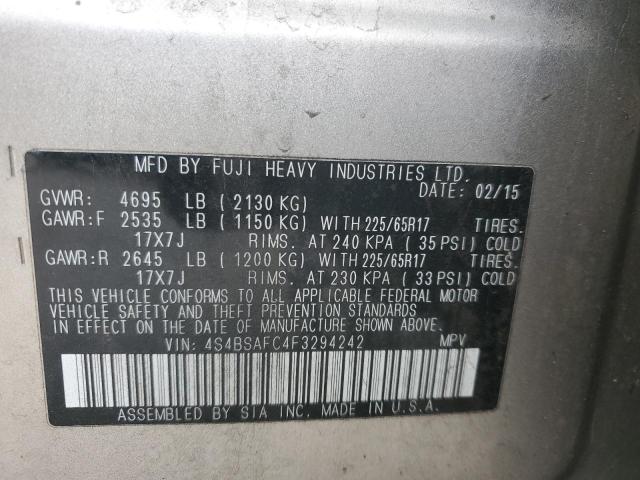 MFD BY FUJI HEAVY INDUSTRIES LTD.
DATE: 02/15
GVWR: 4695 LB ( 2130 KG)
GAWR:F 2535 LB ( 1150 KG) WITH 225/65R17 TIRES.
17X7J RIMS. AT 240 KPA ( 35 PSI) COLD
GAWR:R 2645 LB ( 1200 KG) WITH 225/65R17 TIRES.
17X7J RIMS. AT 230 KPA ( 33 PSI) COLD
THIS VEHICLE CONFORMS TO ALL APPLICABLE FEDERAL MOTOR
VEHICLE SAFETY AND THEFT PREVENTION STANDARDS
IN EFFECT ON THE DATE OF MANUFACTURE SHOWN ABOVE.
VIN: 4S4BSAFC4F3294242 MPV
ASSEMBLED BY SIA INC. MADE IN U.S.A.